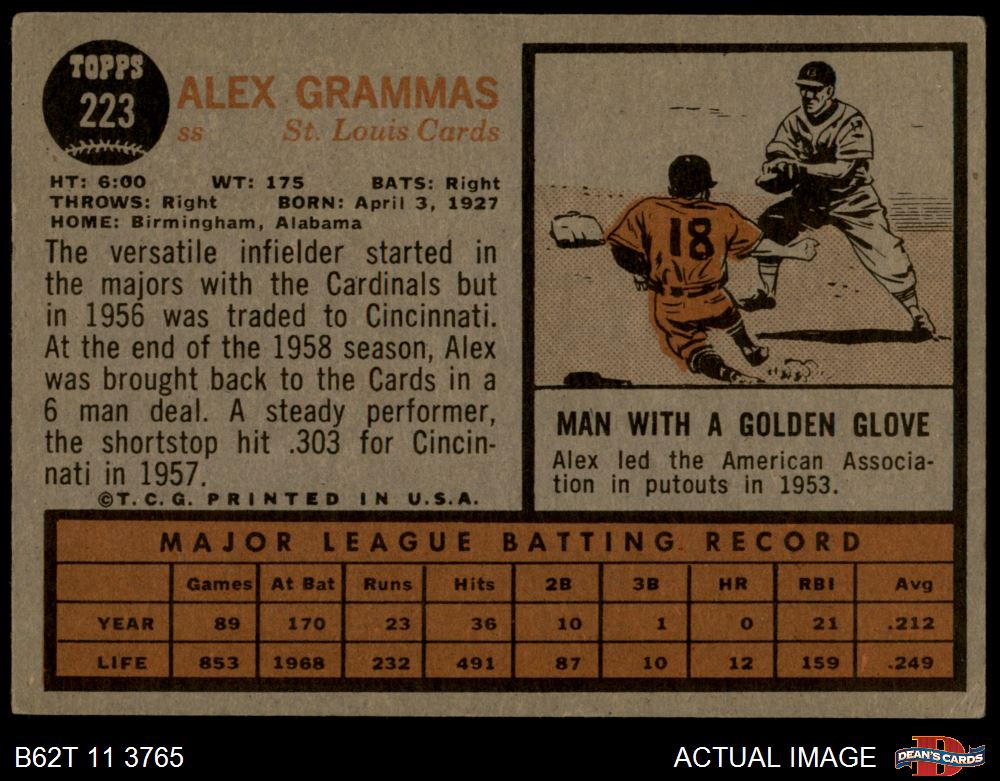 TOPPS
223
ALEX GRAMMAS
ss St. Louis Cards
HT: 6:00 WT: 175 BATS: Right
THROWS: Right BORN: April 3, 1927
HOME: Birmingham, Alabama
The versatile infielder started in
the majors with the Cardinals but
in 1956 was traded to Cincinnati.
At the end of the 1958 season, Alex
was brought back to the Cards in a
6 man deal. A steady performer,
the shortstop hit .303 for Cincin-
nati in 1957.
©T.C.G. PRINTED IN U.S.A.
18
MAN WITH A GOLDEN GLOVE
Alex led the American Associa-
tion in putouts in 1953.
MAJOR LEAGUE BATTING RECORD
Games At Bat Runs Hits 2B 3B HR RBI Avg
YEAR 89 170 23 36 10 1 0 21 .212
LIFE 853 1968 232 491 87 10 12 159 .249
B62T 11 3765
ACTUAL IMAGE
D
DEAN'S CARDS